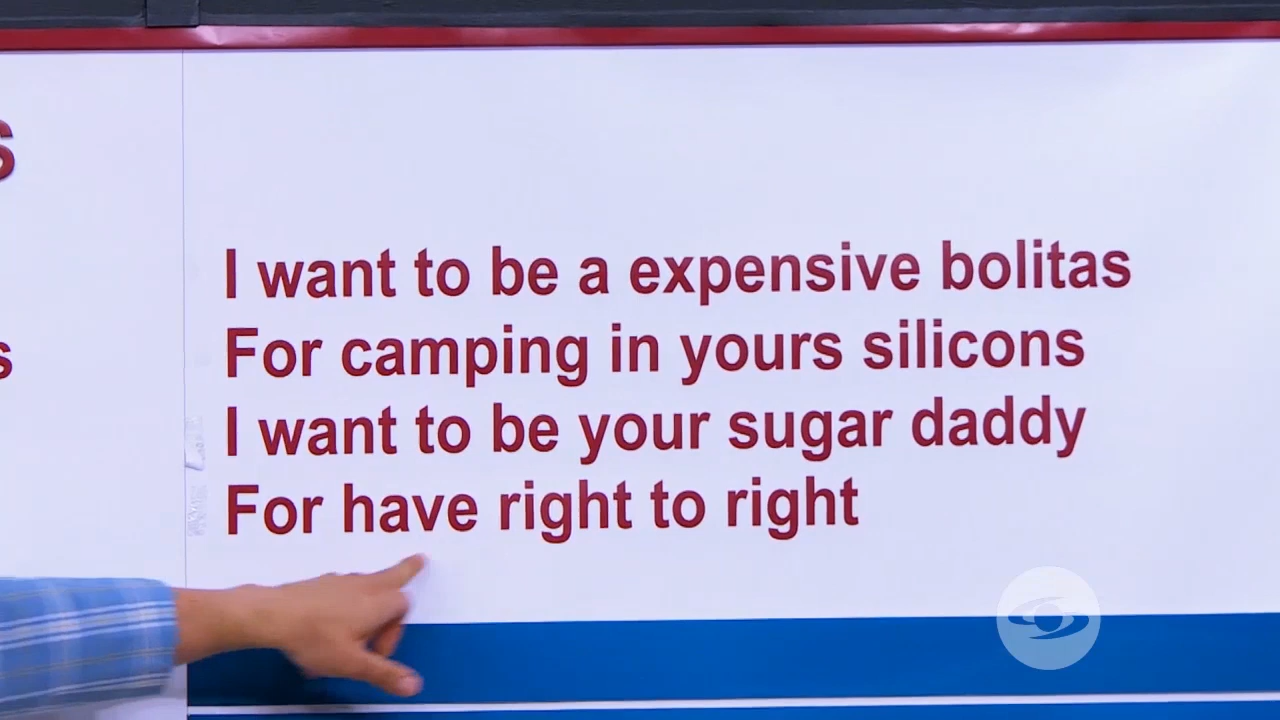 I want to be a expensive bolitas
For camping in yours silicons
I want to be your sugar daddy
For have right to right